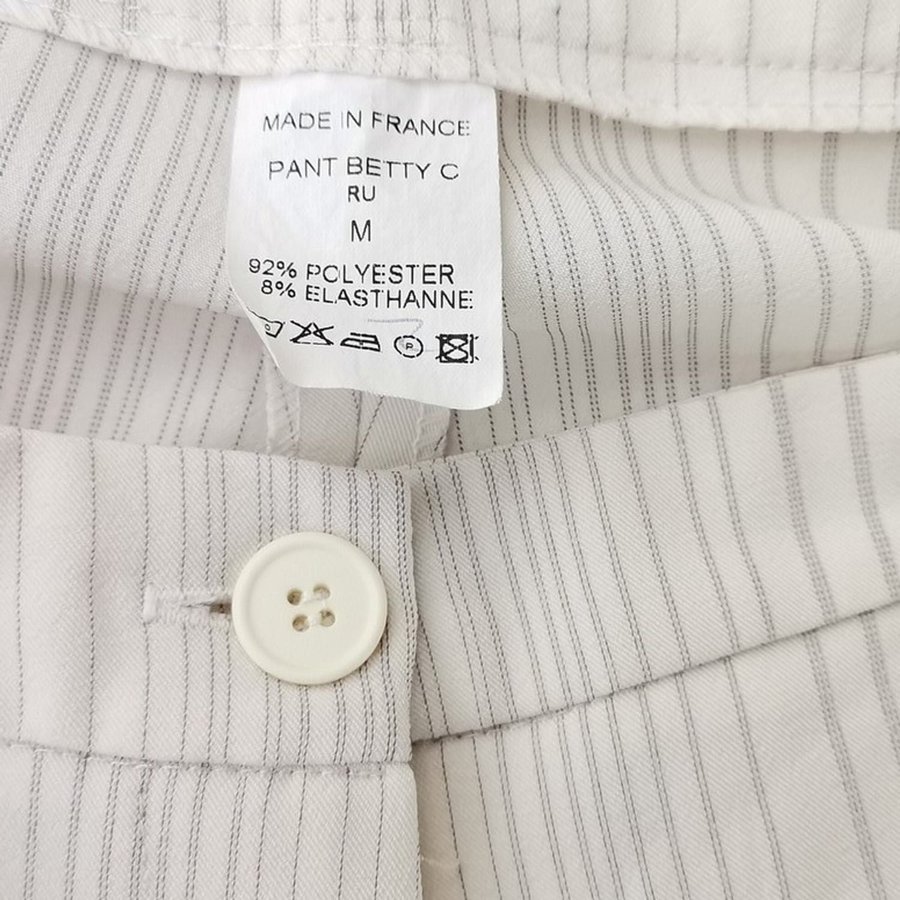 MADE IN FRANCE
PANT BETTY C
RU
M
92% POLYESTER
8% ELASTHANNE
P